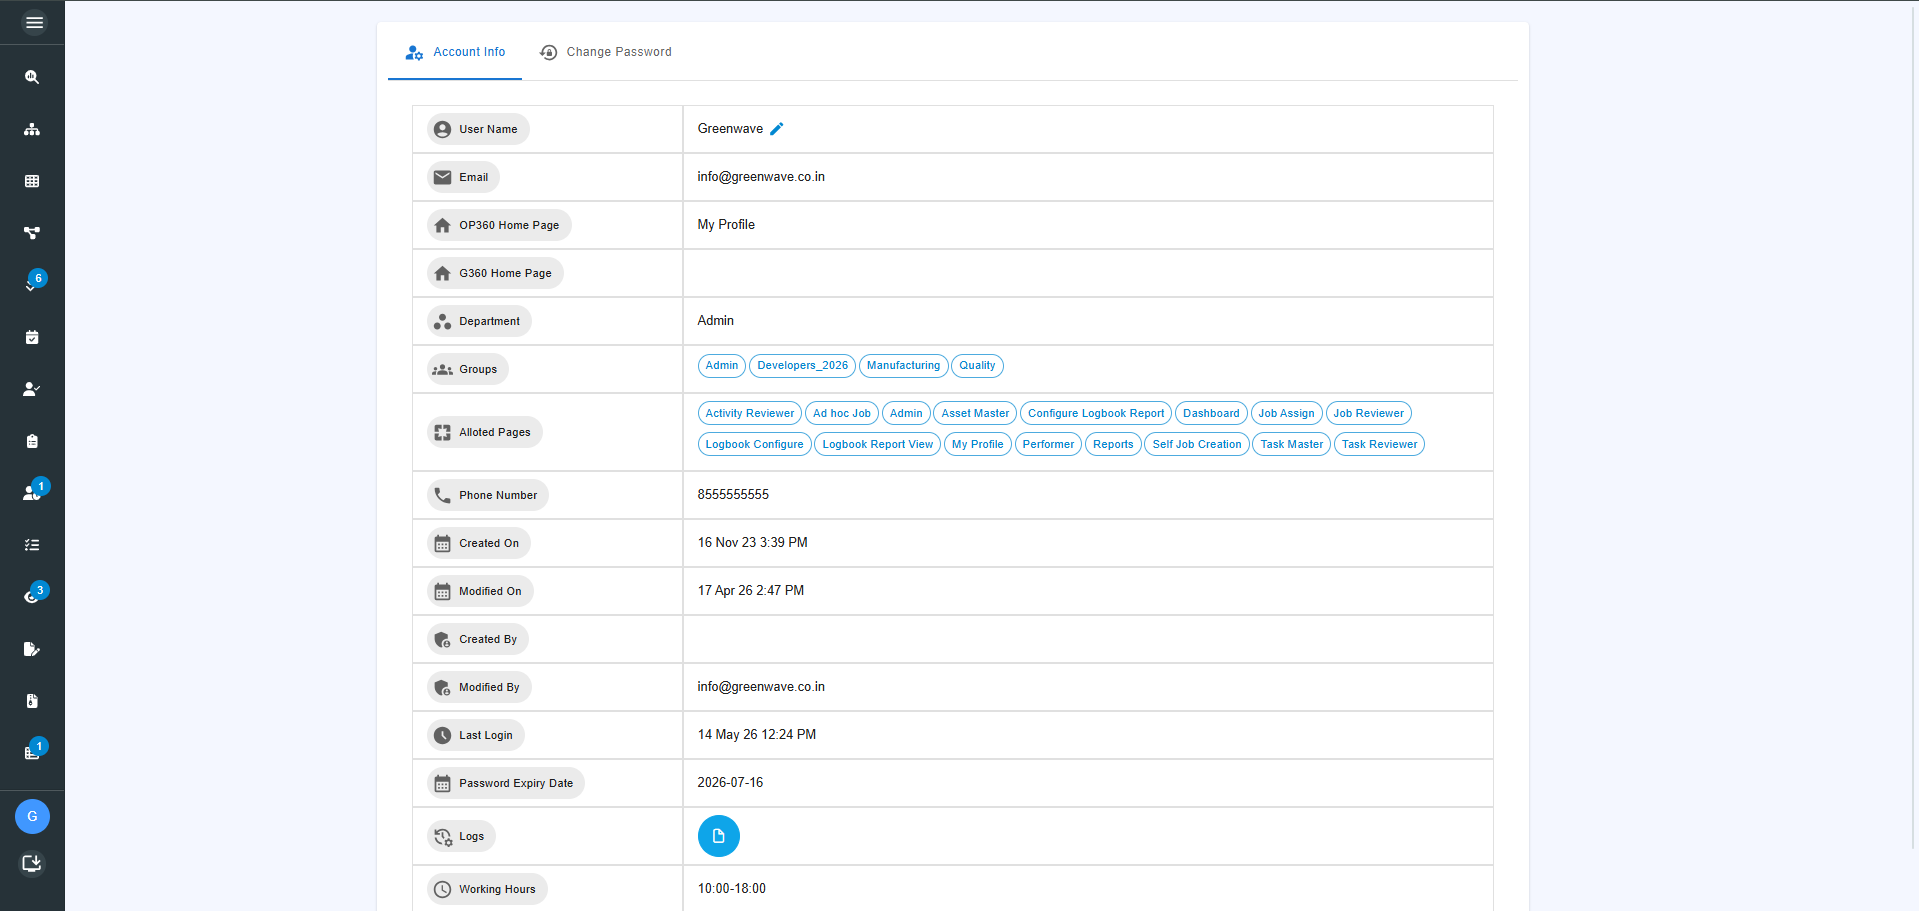 Account Info
Change Password
User Name
Greenwave
Email
info@greenwave.co.in
OP360 Home Page
My Profile
G360 Home Page
Department
Admin
Groups
Admin Developers_2026 Manufacturing Quality
Alloted Pages
Activity Reviewer Ad hoc Job Admin Asset Master Configure Logbook Report Dashboard Job Assign Job Reviewer
Logbook Configure Logbook Report View My Profile Performer Reports Self Job Creation Task Master Task Reviewer
Phone Number
8555555555
Created On
16 Nov 23 3:39 PM
Modified On
17 Apr 26 2:47 PM
Created By
Modified By
info@greenwave.co.in
Last Login
14 May 26 12:24 PM
Password Expiry Date
2026-07-16
Logs
Working Hours
10:00-18:00
6
1
3
1
G